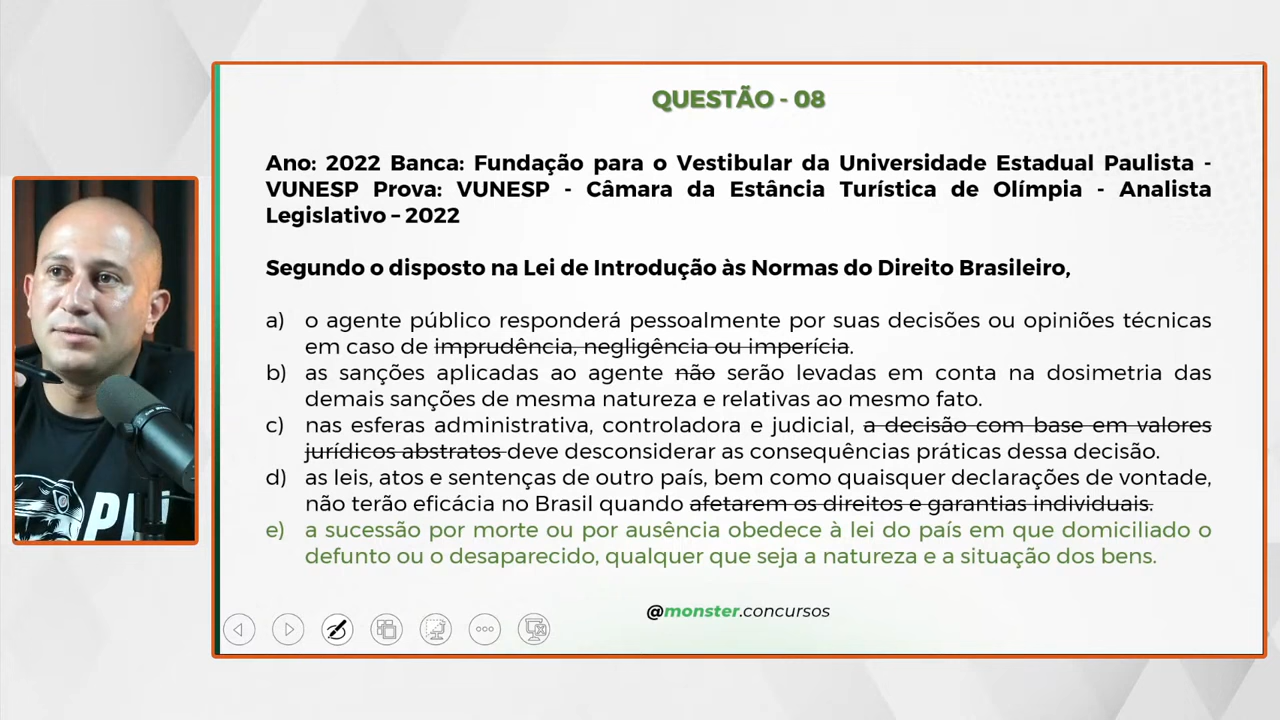 QUESTÃO - 08
Ano: 2022 Banca: Fundação para o Vestibular da Universidade Estadual Paulista -
VUNESP Prova: VUNESP - Câmara da Estância Turística de Olímpia - Analista
Legislativo – 2022
Segundo o disposto na Lei de Introdução às Normas do Direito Brasileiro,
a) o agente público responderá pessoalmente por suas decisões ou opiniões técnicas
em caso de imprudência, negligência ou imperícia.
b) as sanções aplicadas ao agente não serão levadas em conta na dosimetria das
demais sanções de mesma natureza e relativas ao mesmo fato.
c) nas esferas administrativa, controladora e judicial, a decisão com base em valores
jurídicos abstratos deve desconsiderar as consequências práticas dessa decisão.
d) as leis, atos e sentenças de outro país, bem como quaisquer declarações de vontade,
não terão eficácia no Brasil quando afetarem os direitos e garantias individuais.
e) a sucessão por morte ou por ausência obedece à lei do país em que domiciliado o
defunto ou o desaparecido, qualquer que seja a natureza e a situação dos bens.
@monster.concursos